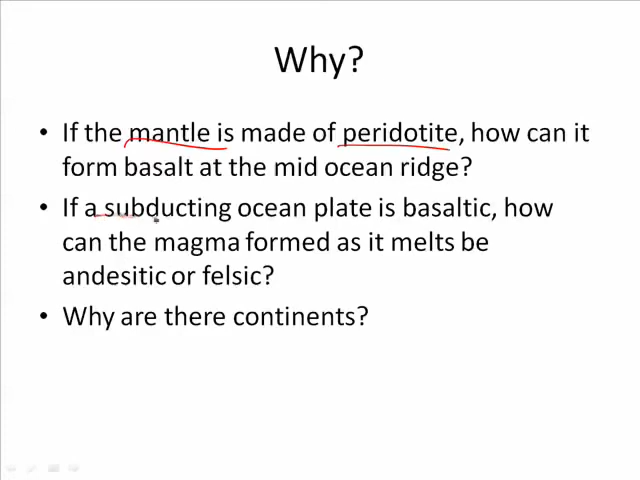 Why?
• If the mantle is made of peridotite, how can it
form basalt at the mid ocean ridge?
• If a subducting ocean plate is basaltic, how
can the magma formed as it melts be
andesitic or felsic?
• Why are there continents?